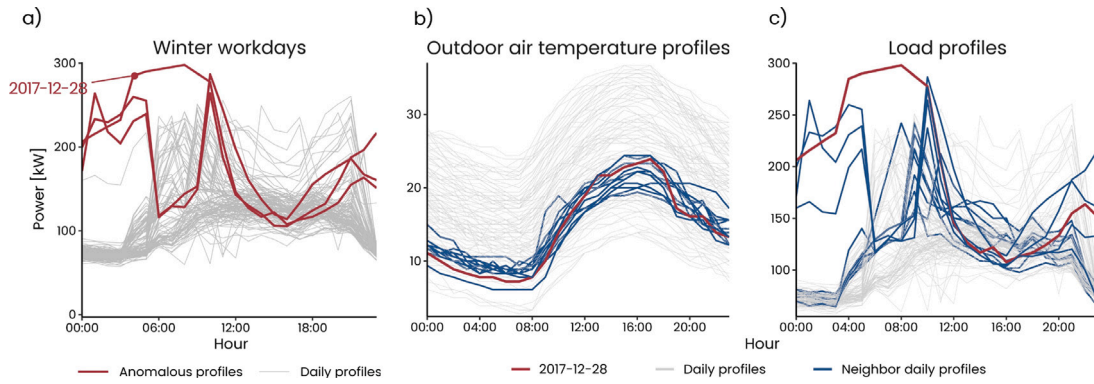 a)
Winter workdays
300
2017-12-28
200
100
0
Power [kW]
00:00 06:00 12:00 18:00
b)
Outdoor air temperature profiles
30
20
10
00:00 04:00 08:00 12:00 16:00 20:00
c)
Load profiles
300
250
200
150
100
00:00 04:00 08:00 12:00 16:00 20:00
Hour
Hour
Anomalous profiles Daily profiles
2017-12-28 Daily profiles Neighbor daily profiles